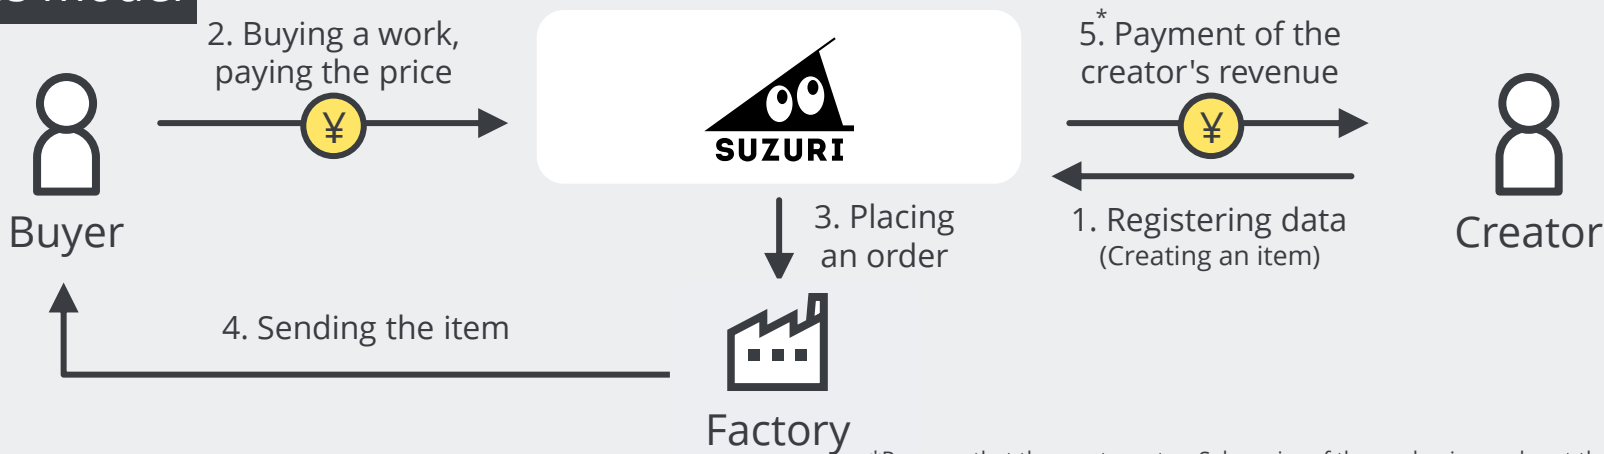 2. Buying a work,
paying the price
¥
SUZURI
5.* Payment of the
creator's revenue
¥
Buyer
3. Placing
an order
1. Registering data
(Creating an item)
Creator
4. Sending the item
Factory